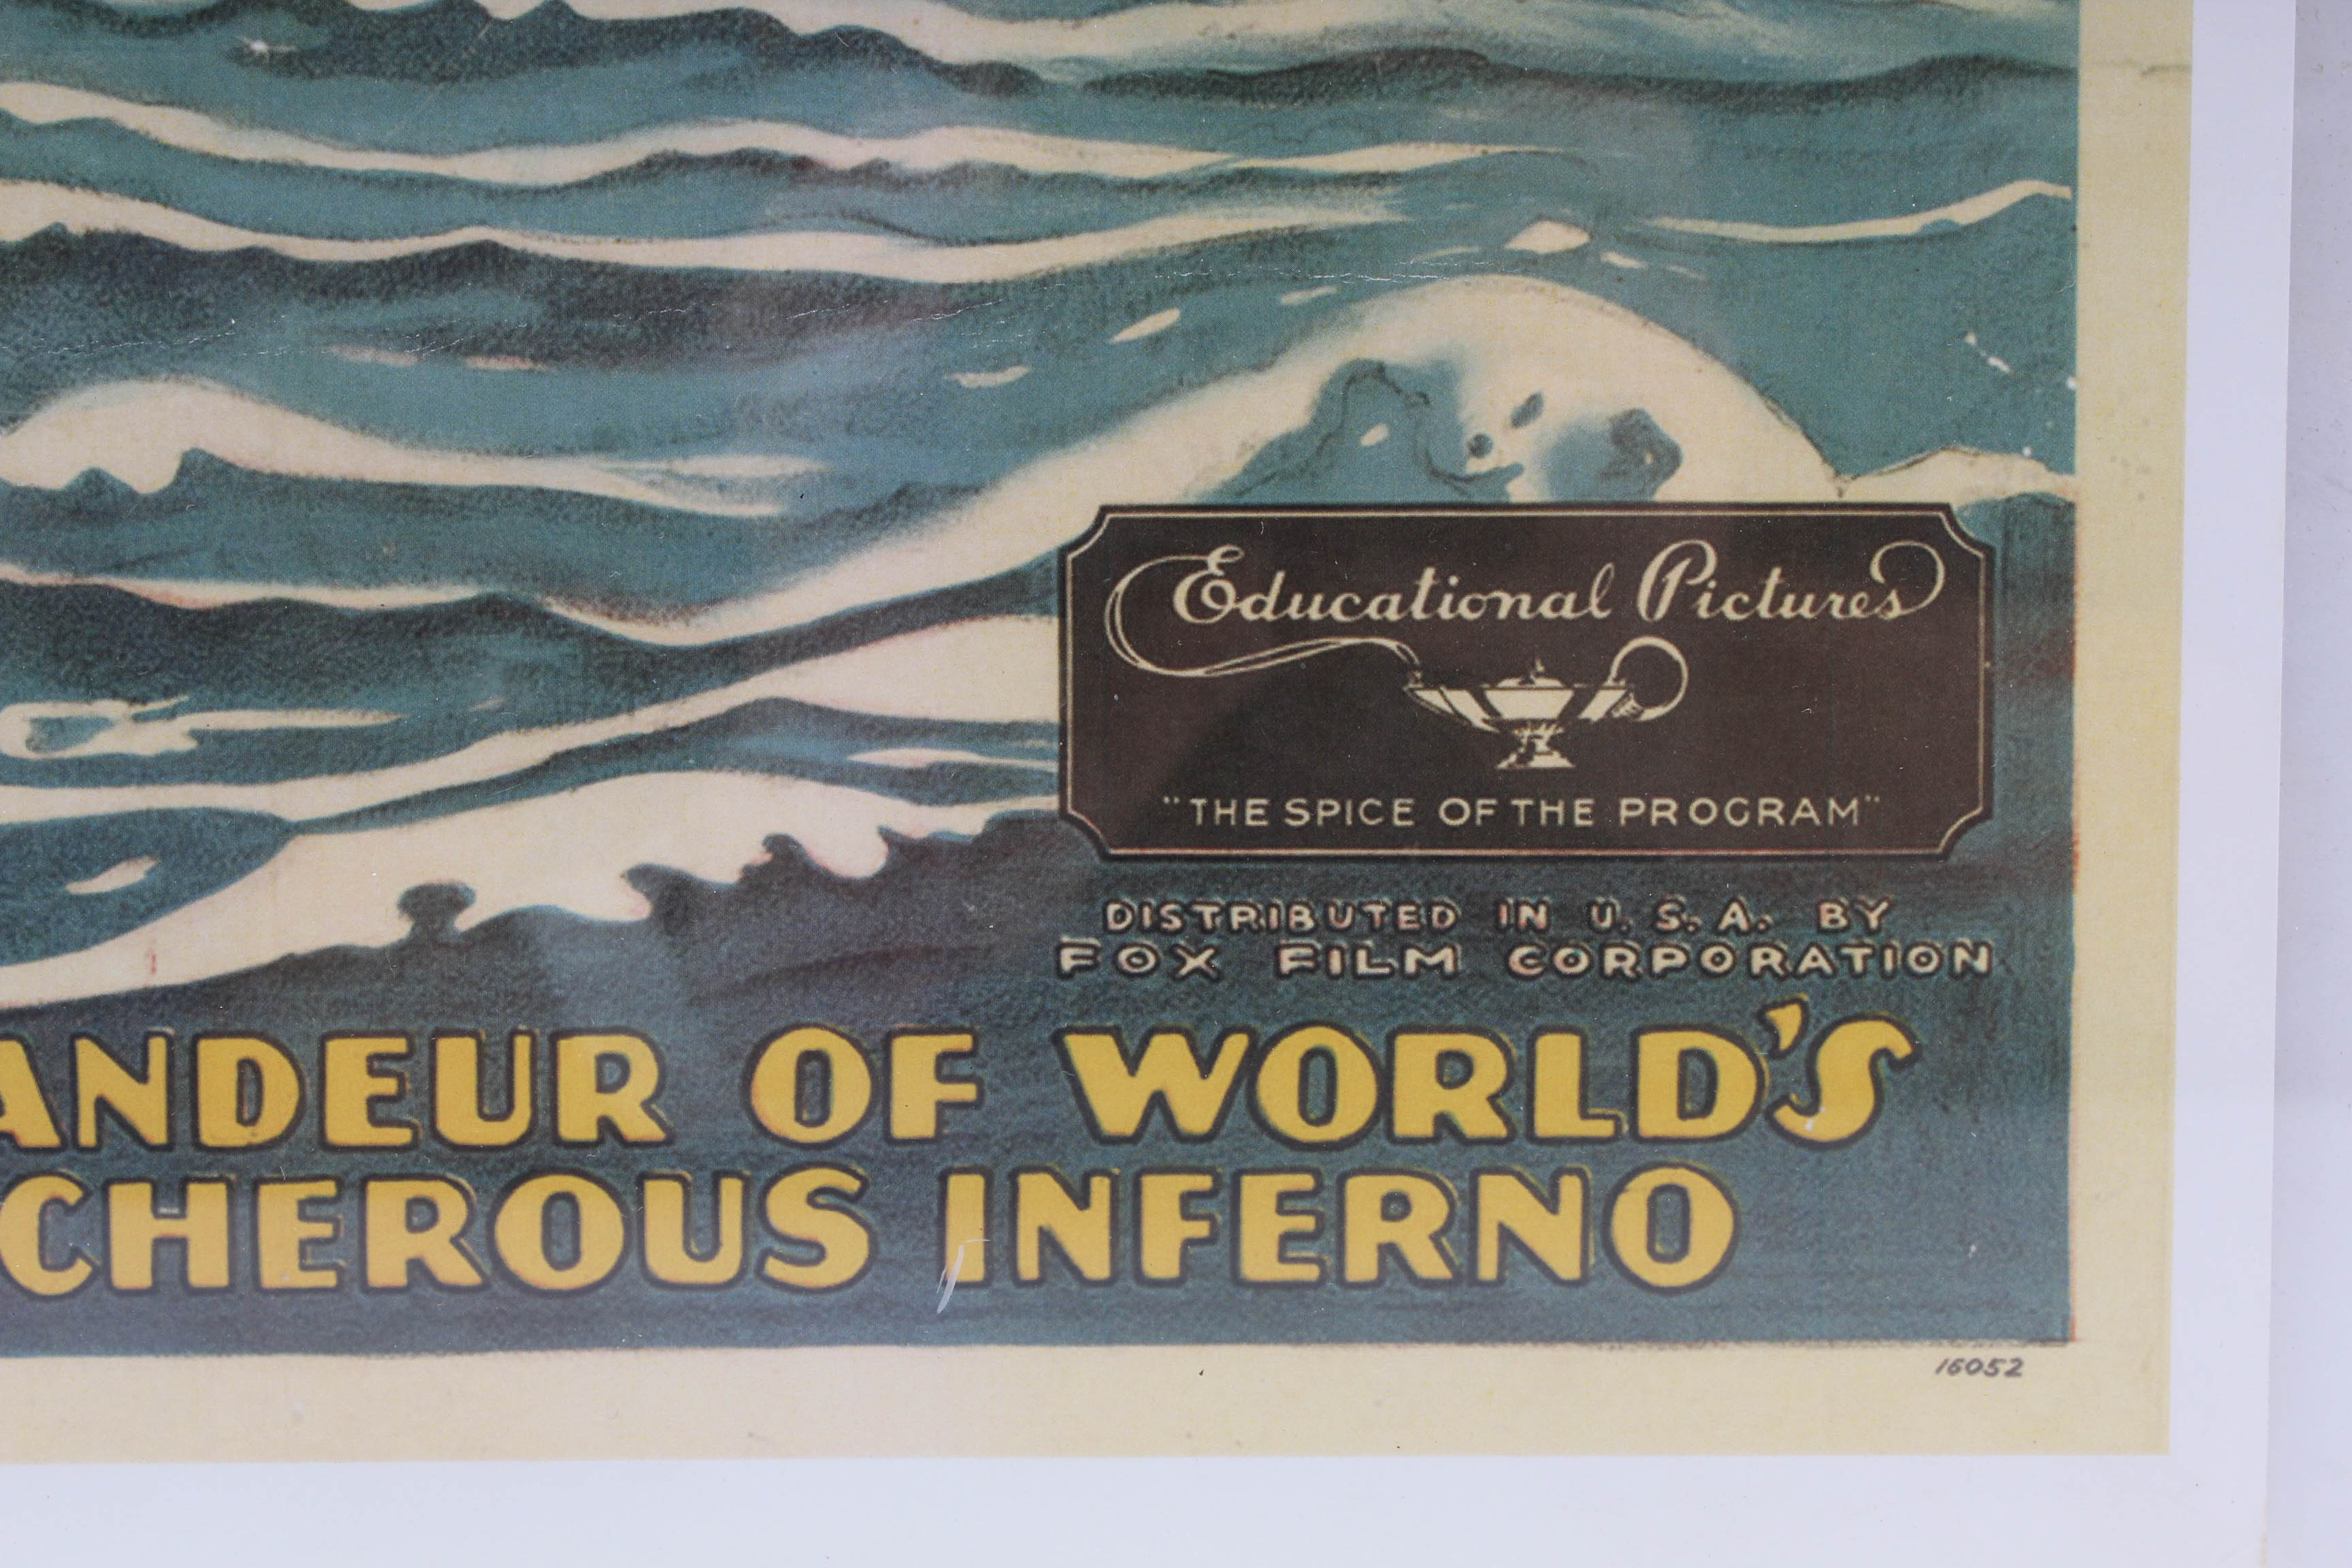 Educational Pictures
"THE SPICE OF THE PROGRAM"
DISTRIBUTED IN U.S.A. BY
FOX FILM CORPORATION
ANDEUR OF WORLD'S
CHEROUS INFERNO
16052